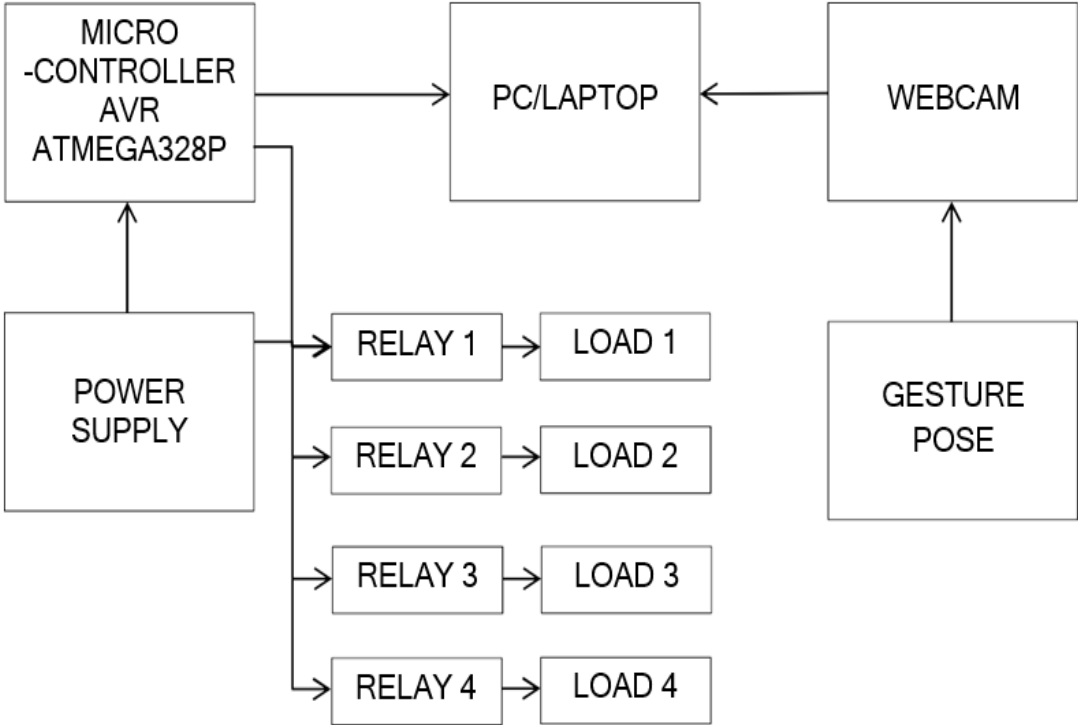 MICRO
-CONTROLLER
AVR
ATMEGA328P
PC/LAPTOP
WEBCAM
POWER
SUPPLY
RELAY 1
LOAD 1
RELAY 2
LOAD 2
RELAY 3
LOAD 3
RELAY 4
LOAD 4
GESTURE
POSE